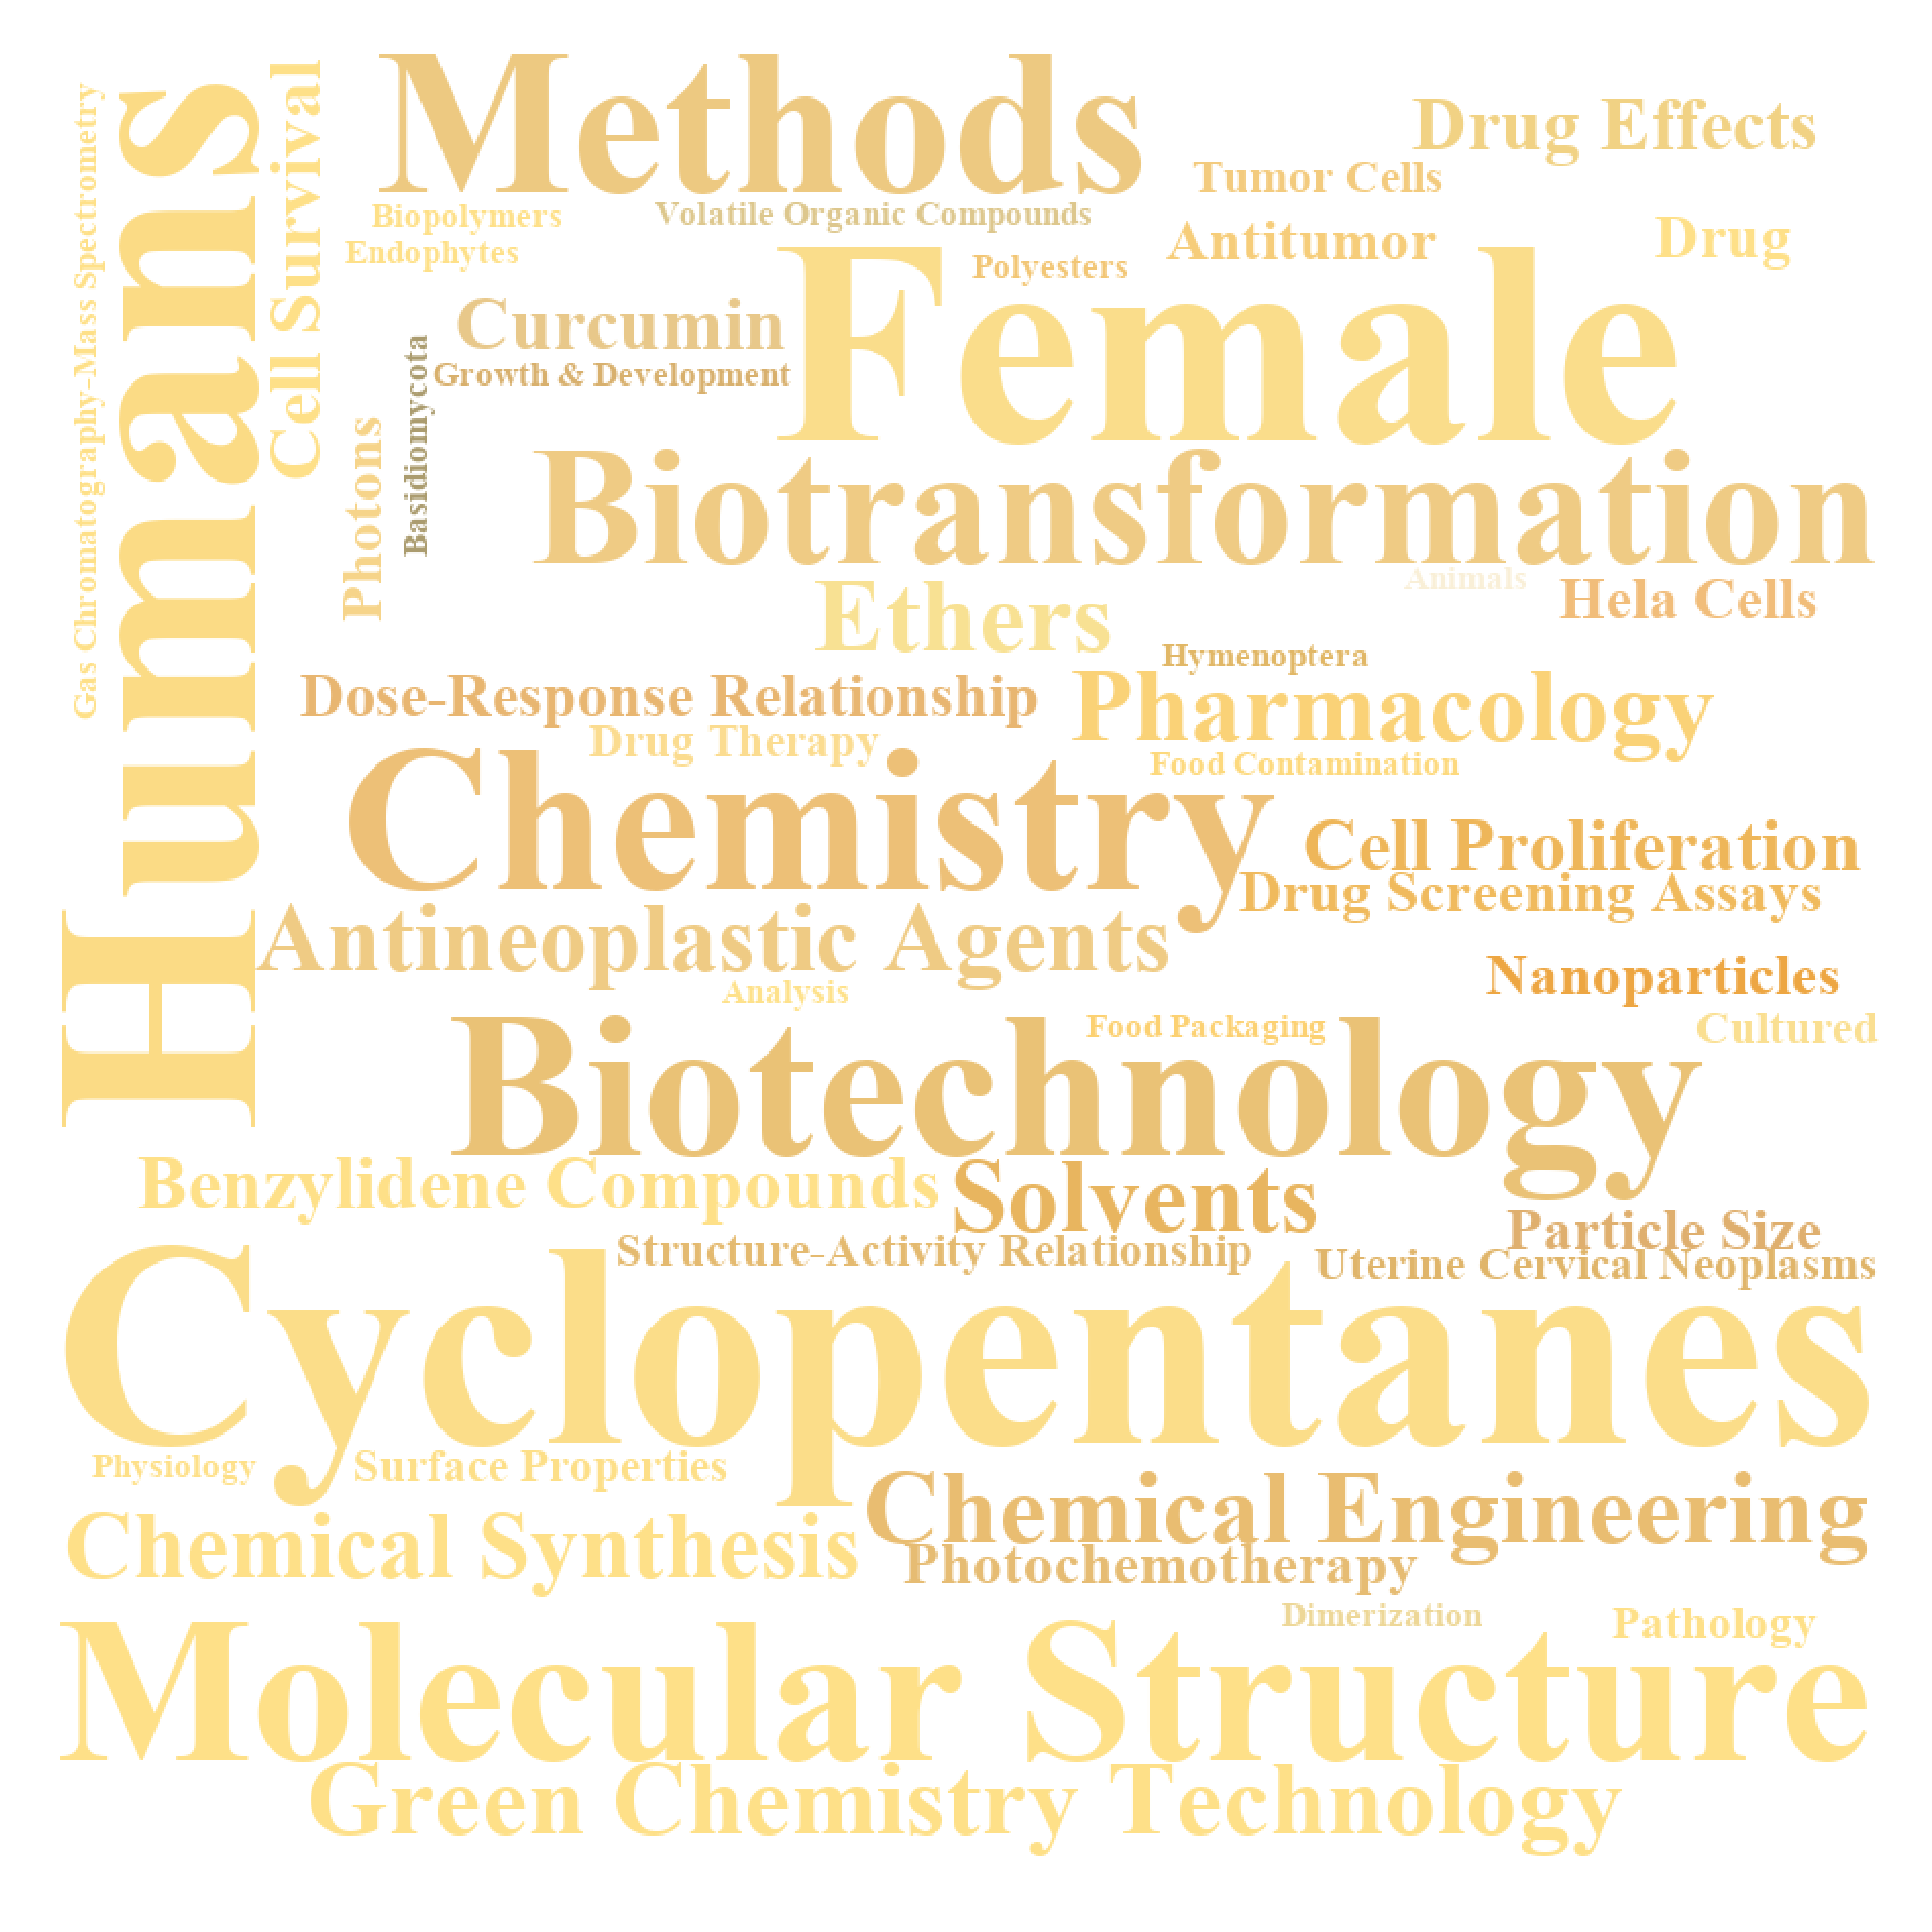 Methods
Drug Effects
Tumor Cells
Biopolymers
Volatile Organic Compounds
Antitumor
Drug
Endophytes
Polyesters
Female
Curcumin
Growth & Development
Humans
Cell Survival
Gas Chromatography-Mass Spectrometry
Photons
Basidiomycota
Biotransformation
Animals
Hela Cells
Ethers
Hymenoptera
Dose-Response Relationship
Pharmacology
Drug Therapy
Food Contamination
Chemistry
Cell Proliferation
Drug Screening Assays
Antineoplastic Agents
Nanoparticles
Analysis
Food Packaging
Cultured
Biotechnology
Benzylidene Compounds
Solvents
Particle Size
Structure-Activity Relationship
Uterine Cervical Neoplasms
Cyclopentanes
Physiology
Surface Properties
Chemical Engineering
Chemical Synthesis
Photochemotherapy
Dimerization
Pathology
Molecular Structure
Green Chemistry Technology